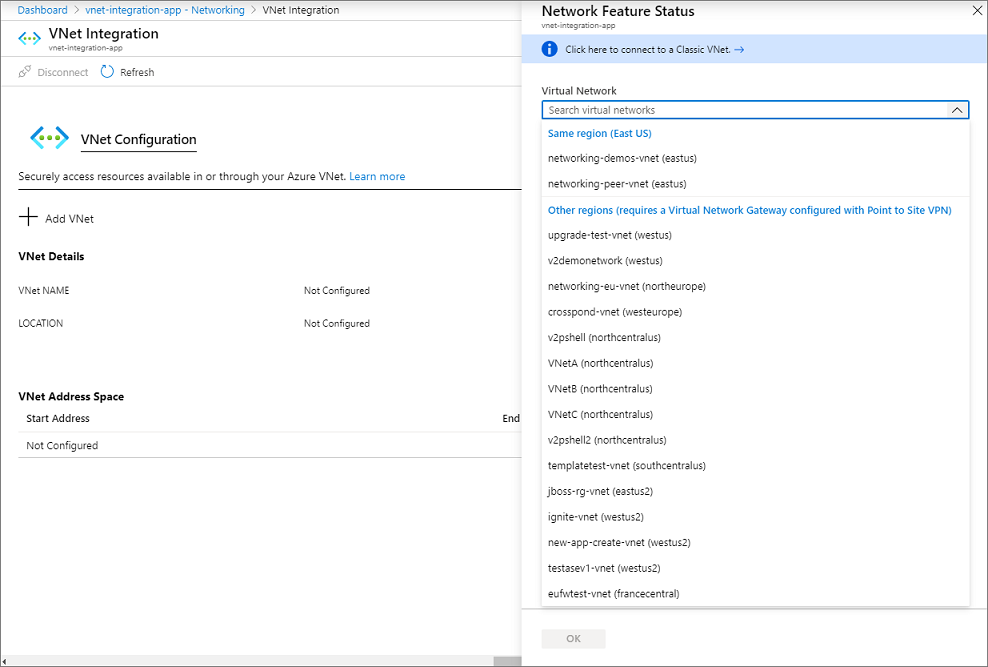 Dashboard > vnet-integration-app - Networking > VNet Integration
VNet Integration
vnet-integration-app
Disconnect Refresh
VNet Configuration
Securely access resources available in or through your Azure VNet. Learn more
Add VNet
VNet Details
VNet NAME Not Configured
LOCATION Not Configured
VNet Address Space
Start Address End
Not Configured
Network Feature Status
vnet-integration-app
Click here to connect to a Classic VNet. →
Virtual Network
Search virtual networks
Same region (East US)
networking-demos-vnet (eastus)
networking-peer-vnet (eastus)
Other regions (requires a Virtual Network Gateway configured with Point to Site VPN)
upgrade-test-vnet (westus)
v2demonetwork (westus)
networking-eu-vnet (northeurope)
crosspond-vnet (westeurope)
v2pshell (northcentralus)
VNetA (northcentralus)
VNetB (northcentralus)
VNetC (northcentralus)
v2pshell2 (northcentralus)
templatetest-vnet (southcentralus)
jboss-rg-vnet (eastus2)
ignite-vnet (westus2)
new-app-create-vnet (westus2)
testasev1-vnet (westus2)
eufwtest-vnet (francecentral)
OK